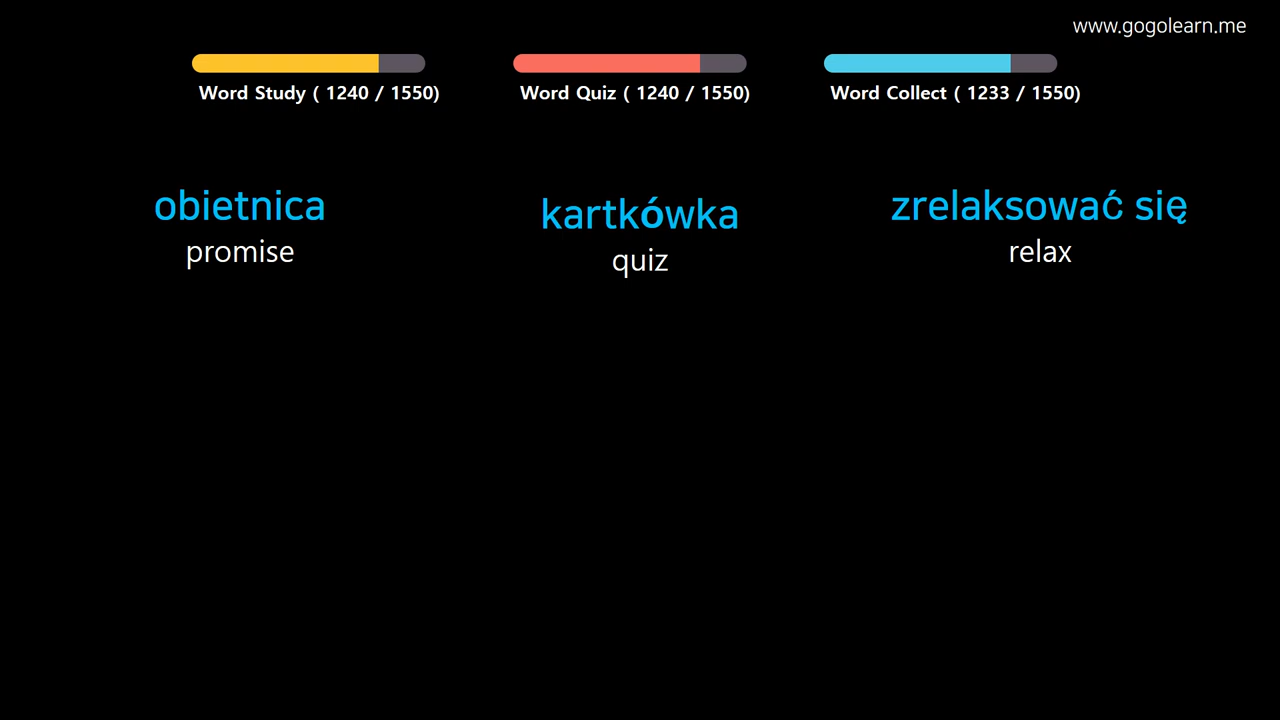 www.gogolearn.me
Word Study ( 1240 / 1550)
Word Quiz ( 1240 / 1550)
Word Collect ( 1233 / 1550)
obietnica
promise
kartkówka
quiz
zrelaksować się
relax